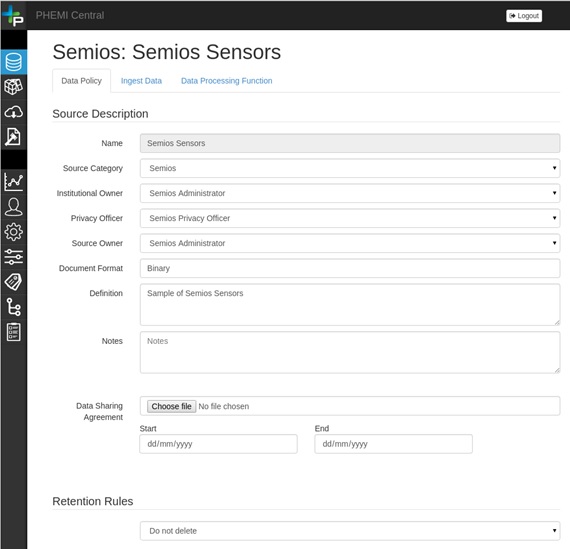 PHEMI Central
Logout
Semios: Semios Sensors
Data Policy Ingest Data Data Processing Function
Source Description
Name Semios Sensors
Source Category Semios
Institutional Owner Semios Administrator
Privacy Officer Semios Privacy Officer
Source Owner Semios Administrator
Document Format Binary
Definition Sample of Semios Sensors
Notes Notes
Data Sharing Agreement Choose file No file chosen
Start End
dd/mm/yyyy dd/mm/yyyy
Retention Rules
Do not delete